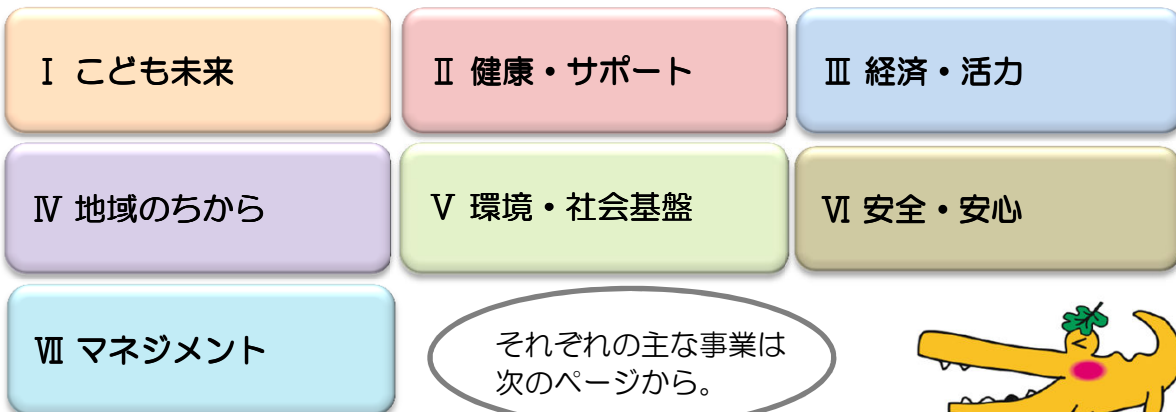 Ⅰ こども未来
Ⅱ 健康・サポート
Ⅲ 経済・活力
Ⅳ 地域のちから
Ⅴ 環境・社会基盤
Ⅵ 安全・安心
Ⅶ マネジメント
それぞれの主な事業は
次のページから。